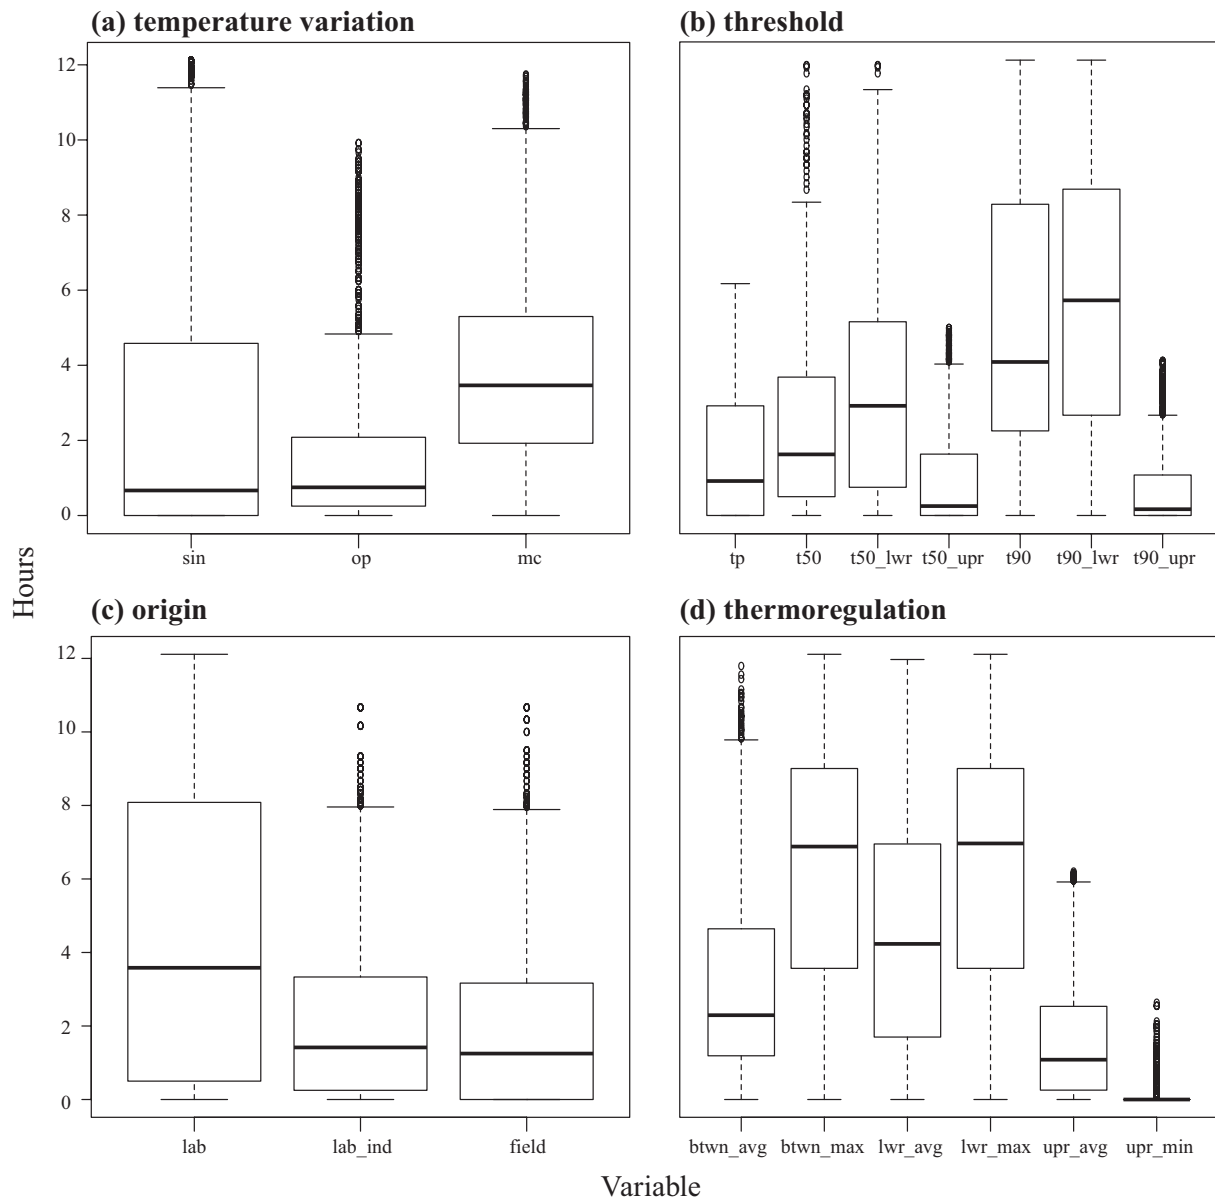 (a) temperature variation
(b) threshold
12
10
8
6
4
2
0
sin op mc
tp t50 t50_lwr t50_upr t90 t90_lwr t90_upr
Hours
(c) origin
(d) thermoregulation
12
10
8
6
4
2
0
lab lab_ind field
btwn_avg btwn_max lwr_avg lwr_max upr_avg upr_min
Variable